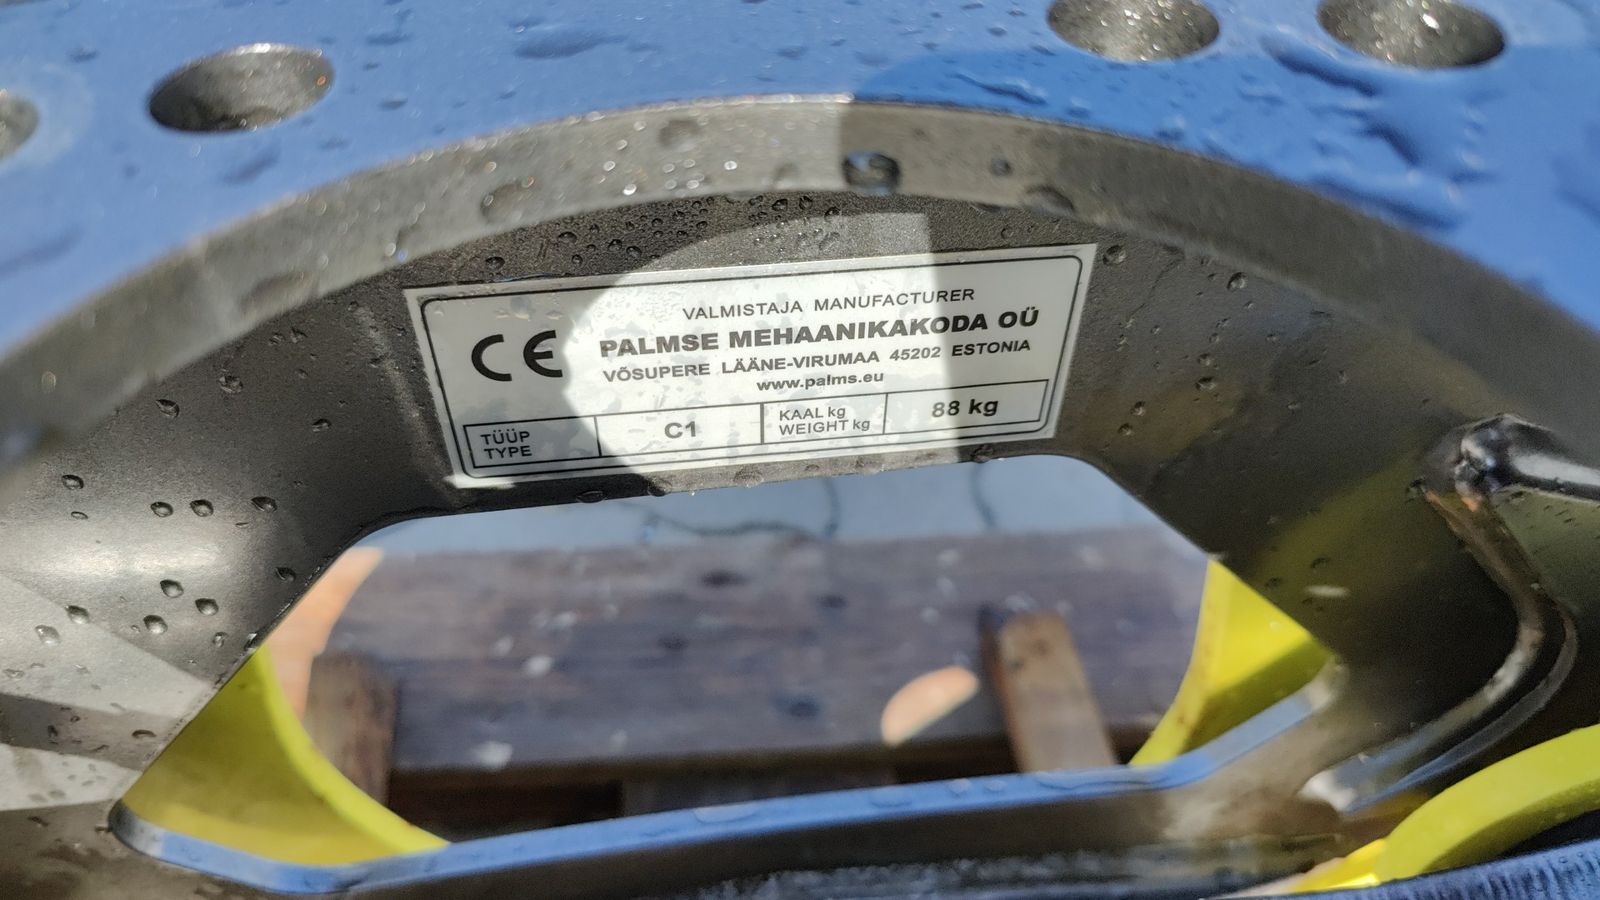 CE
VALMISTAJA MANUFACTURER
PALMSE MEHAANIKAKODA OÜ
VÕSUPERE LÄÄNE-VIRUMAA 45202 ESTONIA
www.palms.eu
TÜÜP
TYPE
C1
KAAL kg
WEIGHT kg
88 kg